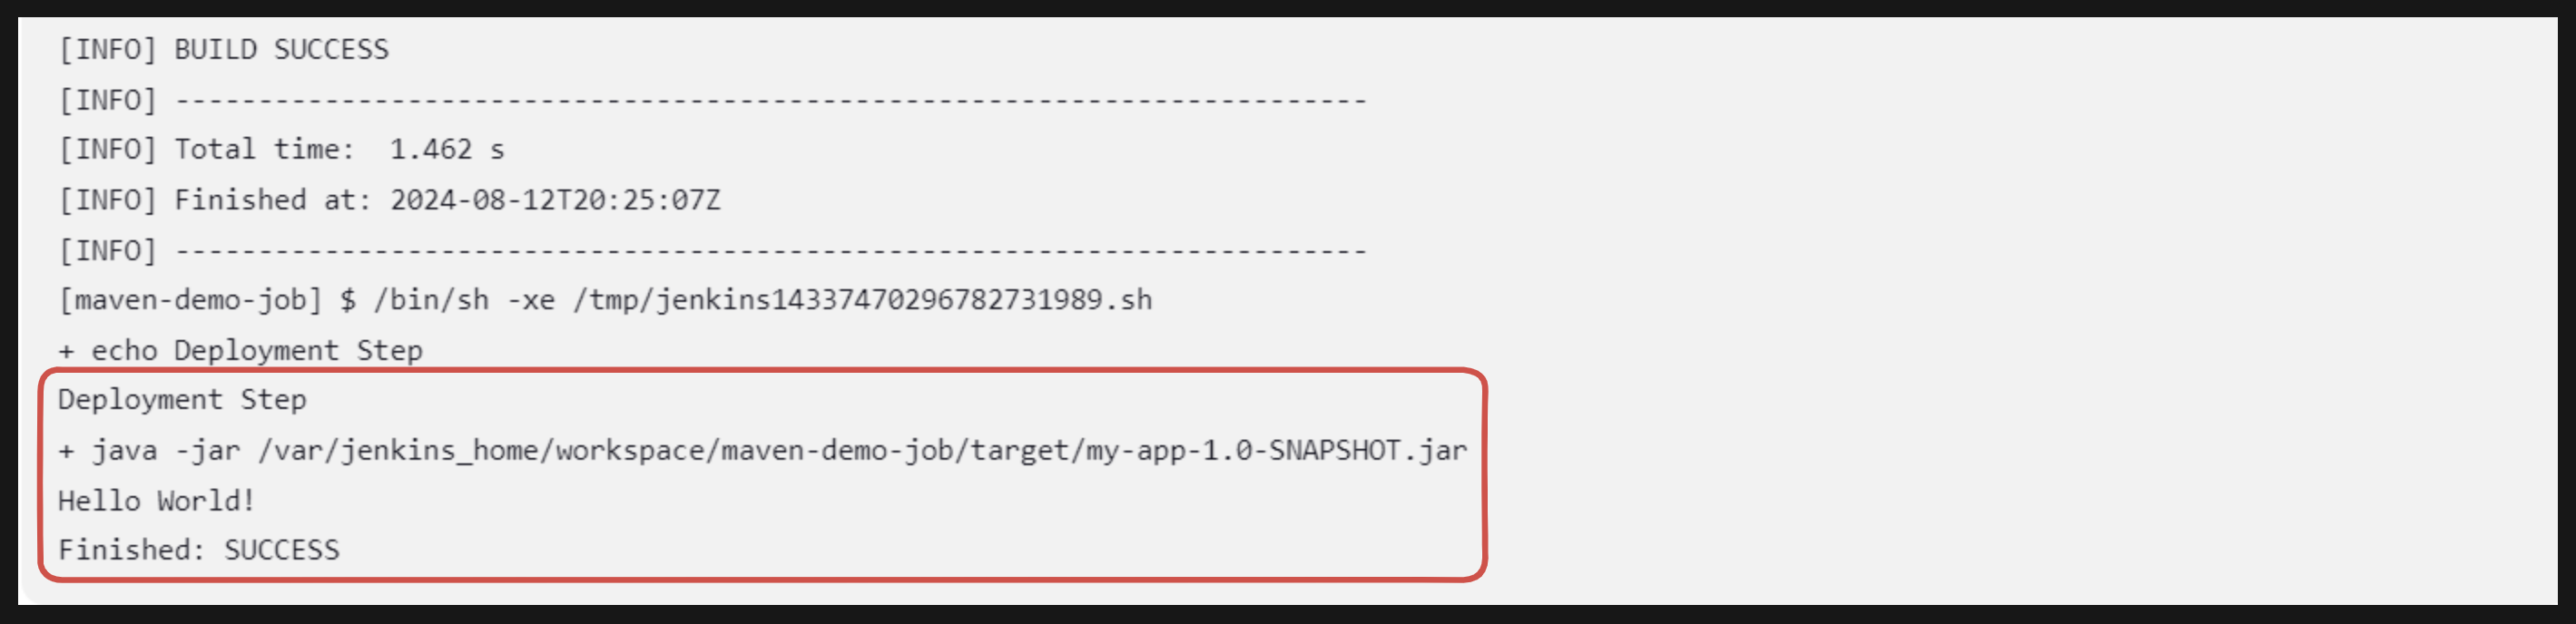 [INFO] BUILD SUCCESS
[INFO] ------------------------------------------------------------------------
[INFO] Total time:  1.462 s
[INFO] Finished at: 2024-08-12T20:25:07Z
[INFO] ------------------------------------------------------------------------
[maven-demo-job] $ /bin/sh -xe /tmp/jenkins14337470296782731989.sh
+ echo Deployment Step
Deployment Step
+ java -jar /var/jenkins_home/workspace/maven-demo-job/target/my-app-1.0-SNAPSHOT.jar
Hello World!
Finished: SUCCESS